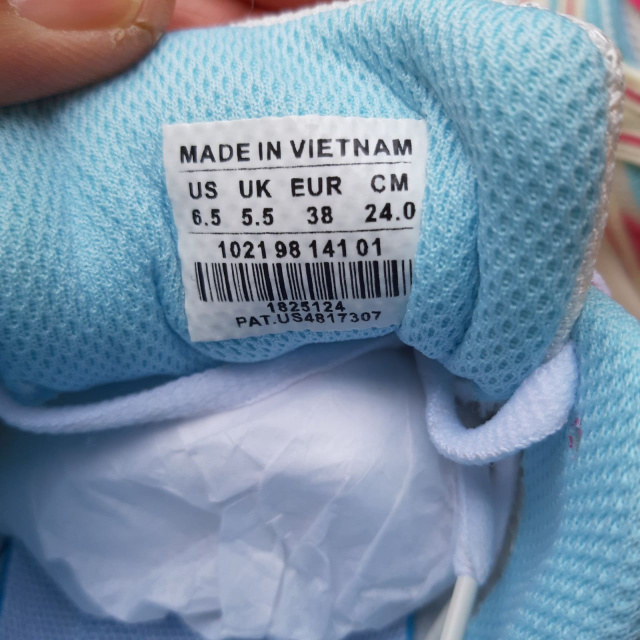 MADE IN VIETNAM
US UK EUR CM
6.5 5.5 38 24.0
1021 98 141 01
1825124
PAT.US4817307